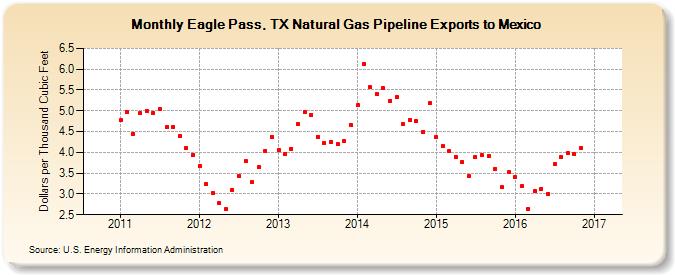 Monthly Eagle Pass, TX Natural Gas Pipeline Exports to Mexico
Dollars per Thousand Cubic Feet
6.5
6.0
5.5
5.0
4.5
4.0
3.5
3.0
2.5
2011 2012 2013 2014 2015 2016 2017
Source: U.S. Energy Information Administration